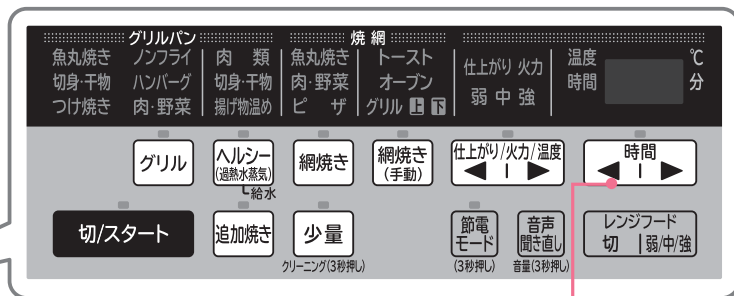 グリルパン 焼網
魚丸焼き ノンフライ 肉類 魚丸焼き トースト 仕上がり 火力 温度 ℃
切身・干物 ハンバーグ 切身・干物 肉・野菜 オーブン 弱 中 強 時間 分
つけ焼き 肉・野菜 揚げ物温め ピザ グリル 上 下
グリル ヘルシー 網焼き 網焼き 仕上がり/火力/温度 時間
(過熱水蒸気) (手動) ◀ I ▶ ◀ I ▶
給水
切/スタート 追加焼き 少量 節電 音声 レンジフード
モード 聞き直し 切 | 弱/中/強
クリーニング(3秒押し) (3秒押し) 音量(3秒押し)